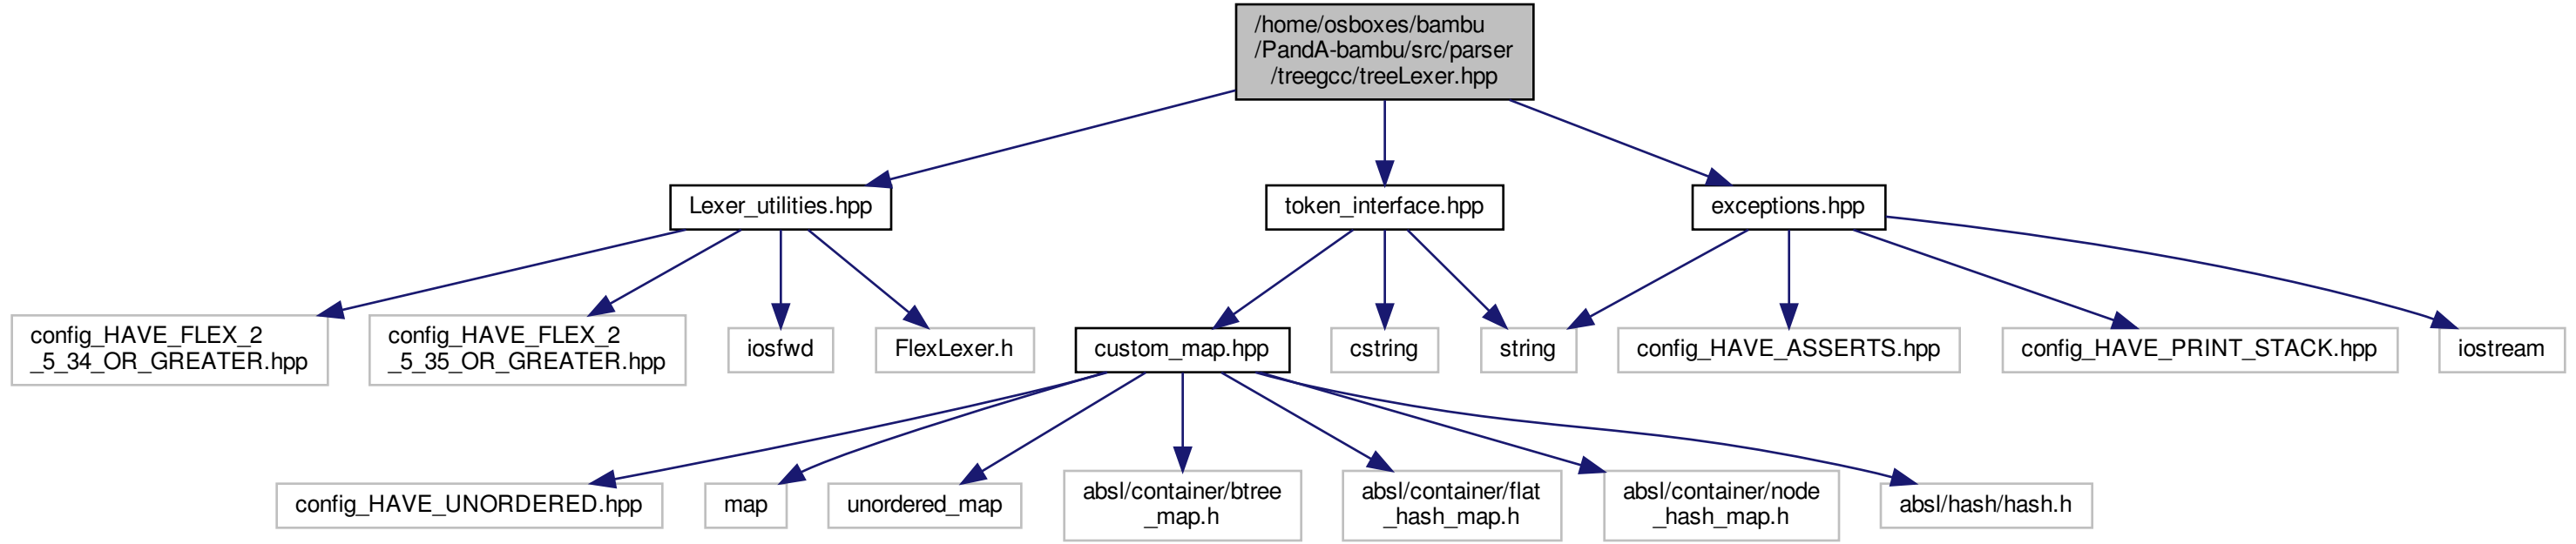 /home/osboxes/bambu
/PandA-bambu/src/parser
/treegcc/treeLexer.hpp
Lexer_utilities.hpp
token_interface.hpp
exceptions.hpp
config_HAVE_FLEX_2
_5_34_OR_GREATER.hpp
config_HAVE_FLEX_2
_5_35_OR_GREATER.hpp
iosfwd
FlexLexer.h
custom_map.hpp
cstring
string
config_HAVE_ASSERTS.hpp
config_HAVE_PRINT_STACK.hpp
iostream
config_HAVE_UNORDERED.hpp
map
unordered_map
absl/container/btree
_map.h
absl/container/flat
_hash_map.h
absl/container/node
_hash_map.h
absl/hash/hash.h